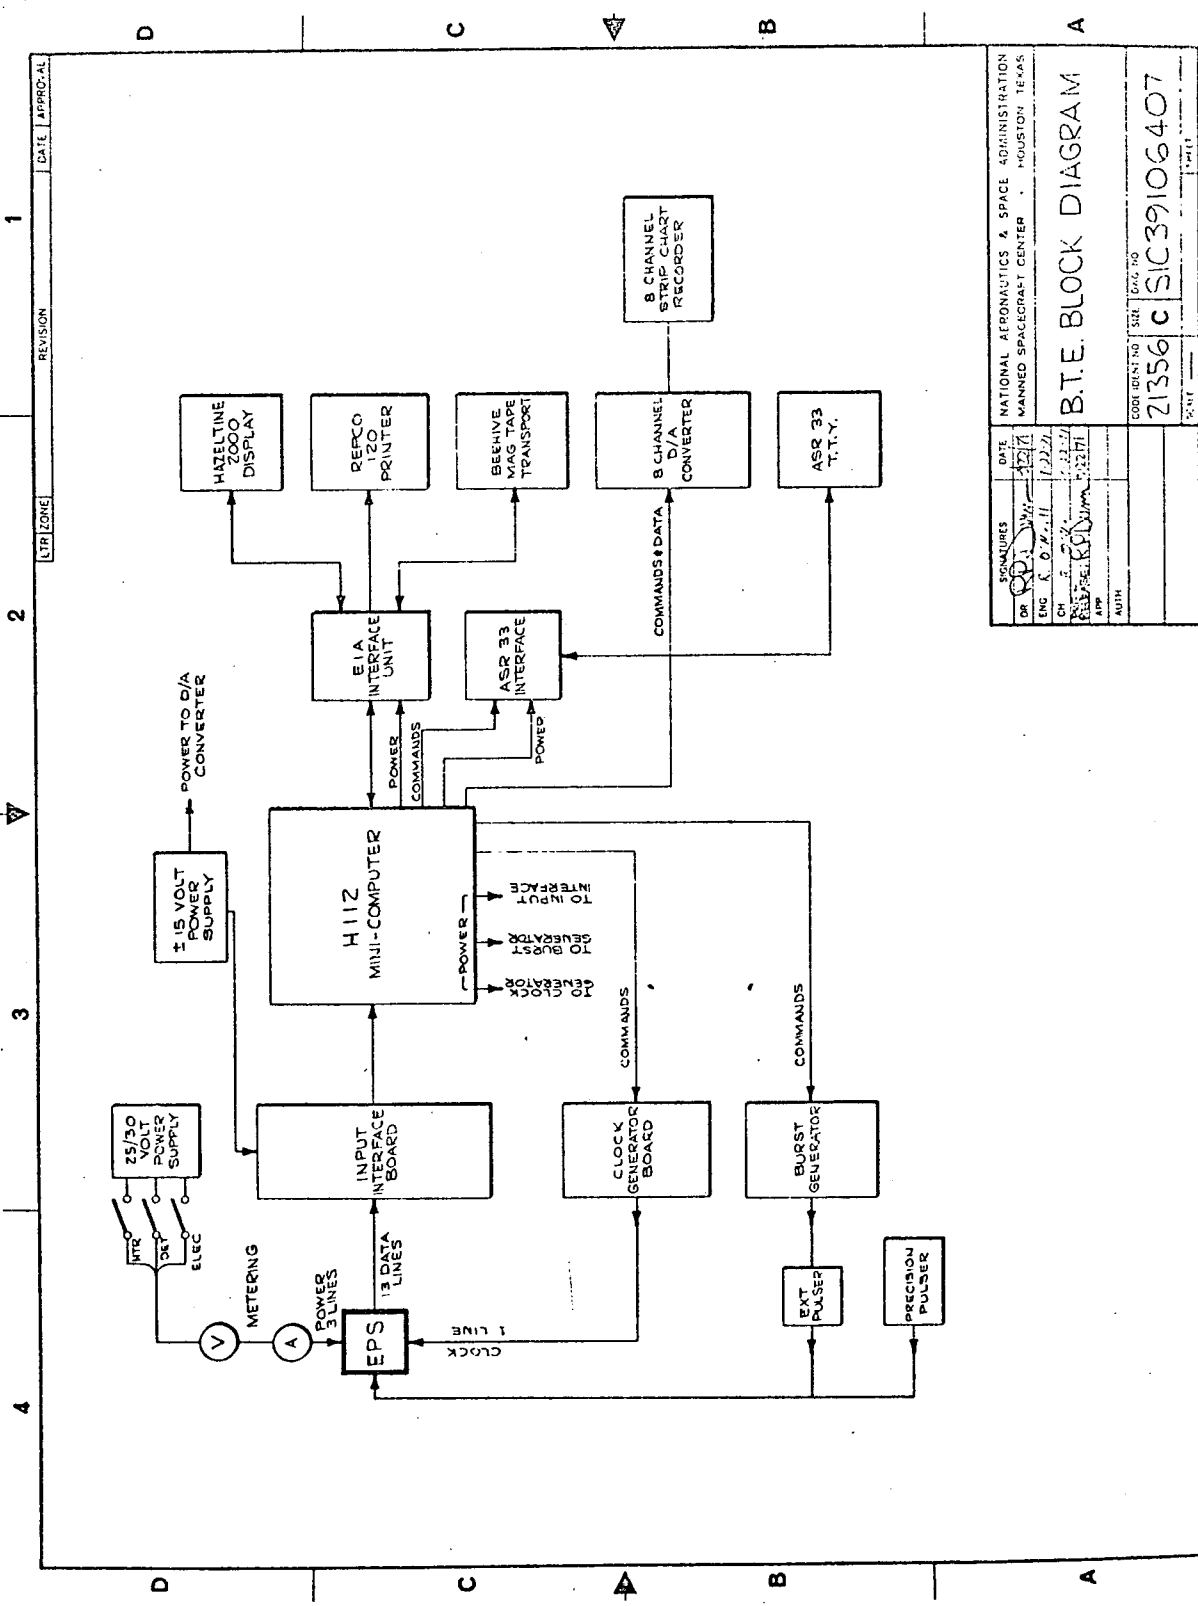 LTR ZONE
REVISION
DATE
APPROVAL
4
3
2
1
D
C
B
A
D
C
B
A
25/30
VOLT
POWER
SUPPLY
HTR
DET
ELEC
METERING
V
A
POWER
3 LINES
EPS
13 DATA
LINES
CLOCK
1 LINE
± 15 VOLT
POWER
SUPPLY
POWER TO D/A
CONVERTER
INPUT
INTERFACE
BOARD
H112
MINI-COMPUTER
POWER
TO CLOCK
GENERATOR
TO BURST
GENERATOR
TO INPUT
INTERFACE
POWER
COMMANDS
POWER
EIA
INTERFACE
UNIT
ASR 33
INTERFACE
HAZELTINE
2000
DISPLAY
REPCO
120
PRINTER
BEEHIVE
MAG TAPE
TRANSPORT
COMMANDS & DATA
8 CHANNEL
D/A
CONVERTER
8 CHANNEL
STRIP CHART
RECORDER
ASR 33
T.T.Y.
COMMANDS
CLOCK
GENERATOR
BOARD
COMMANDS
BURST
GENERATOR
EXT
PULSER
PRECISION
PULSER
SIGNATURES
DATE
DR
ENG
CH
APP
AUTH
NATIONAL AERONAUTICS & SPACE ADMINISTRATION
MANNED SPACECRAFT CENTER · HOUSTON TEXAS
B.T.E. BLOCK DIAGRAM
CODE IDENT NO
SIZE
DWG NO
21356
C
SIC39106407
SCALE
SHEET